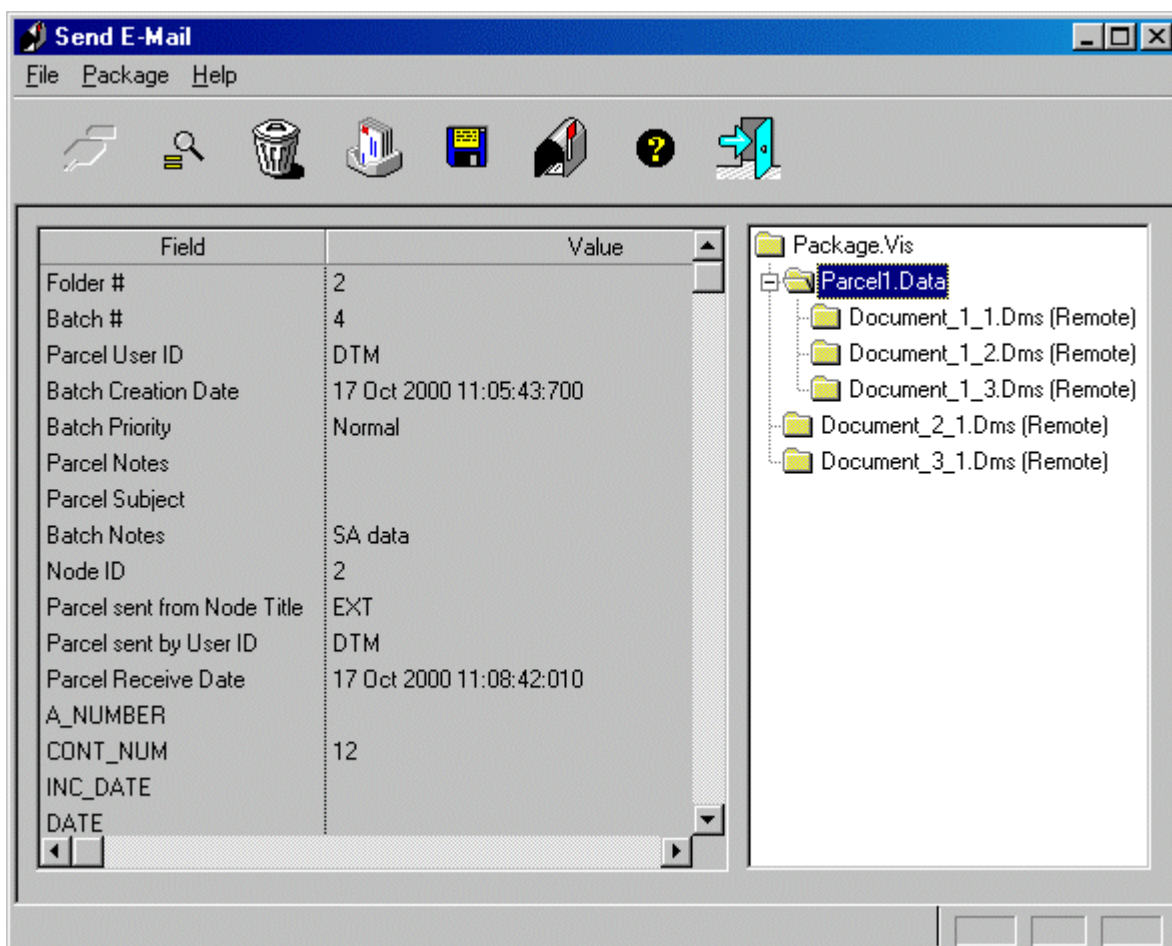 Send E-Mail
File Package Help
Field Value
Folder # 2
Batch # 4
Parcel User ID DTM
Batch Creation Date 17 Oct 2000 11:05:43:700
Batch Priority Normal
Parcel Notes
Parcel Subject
Batch Notes SA data
Node ID 2
Parcel sent from Node Title EXT
Parcel sent by User ID DTM
Parcel Receive Date 17 Oct 2000 11:08:42:010
A_NUMBER
CONT_NUM 12
INC_DATE
DATE
Package.Vis
Parcel1.Data
Document_1_1.Dms (Remote)
Document_1_2.Dms (Remote)
Document_1_3.Dms (Remote)
Document_2_1.Dms (Remote)
Document_3_1.Dms (Remote)